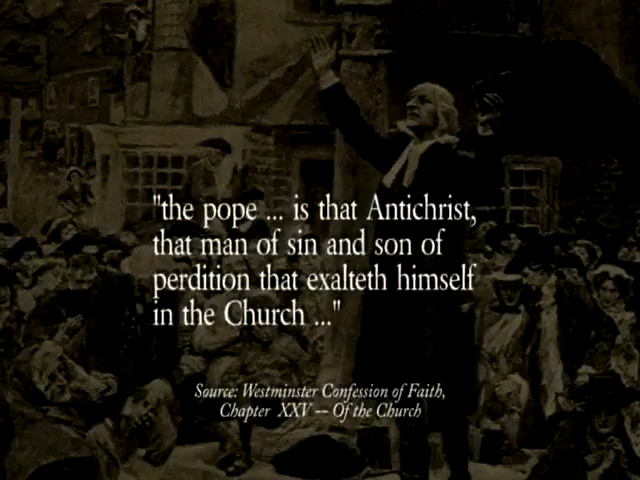 "the pope ... is that Antichrist,
that man of sin and son of
perdition that exalteth himself
in the Church ..."
Source: Westminster Confession of Faith,
Chapter XXV -- Of the Church